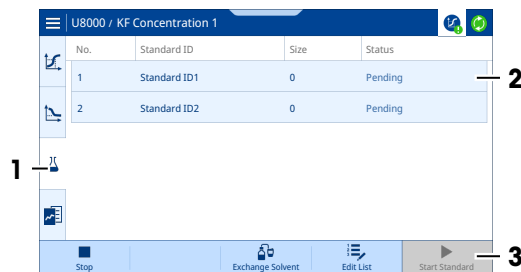 U8000 / KF Concentration 1
No. Standard ID Size Status
1 Standard ID1 0 Pending
2
2 Standard ID2 0 Pending
1
Stop Exchange Solvent Edit List Start Standard
3